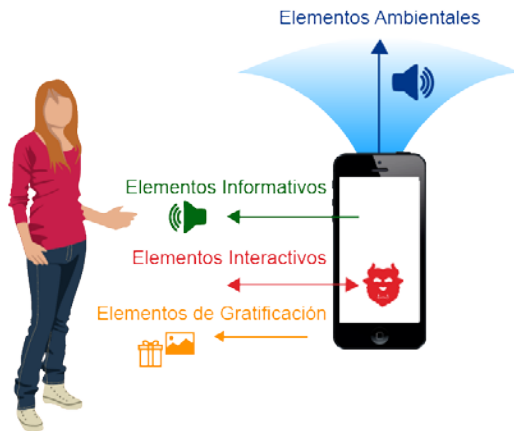 Elementos Ambientales
Elementos Informativos
Elementos Interactivos
Elementos de Gratificación